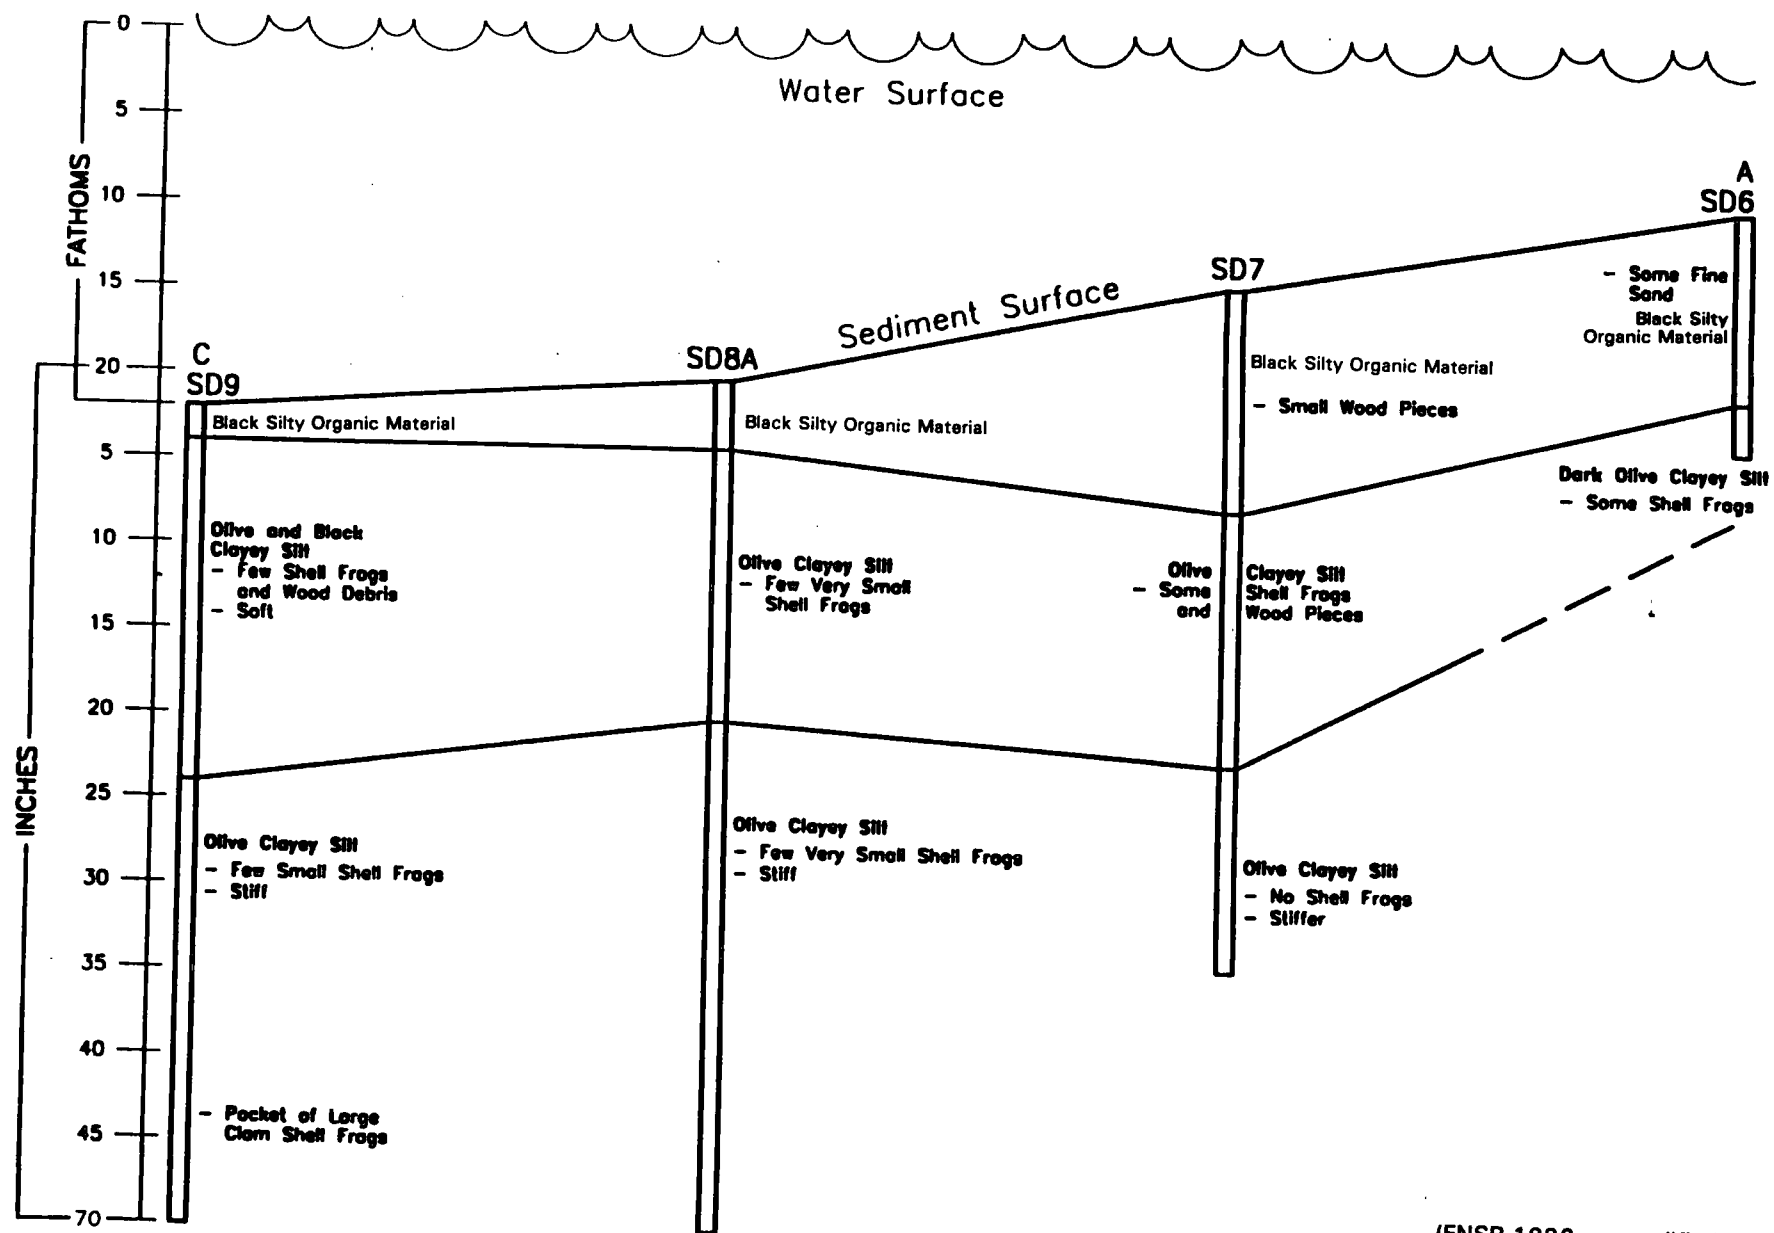 0
Water Surface
5
FATHOMS
10
15
20
A
SD6
- Some Fine
Sand
Black Silty
Organic Material
SD7
Sediment Surface
SD8A
C
SD9
Black Silty Organic Material
Black Silty Organic Material
Black Silty Organic Material
- Small Wood Pieces
Dark Olive Clayey Silt
- Some Shell Frags
INCHES
5
10
15
20
25
30
35
40
45
70
Olive and Black
Clayey Silt
- Few Shell Frags
and Wood Debris
- Soft
Olive Clayey Silt
- Few Very Small
Shell Frags
Olive Clayey Silt
- Some Shell Frags
and Wood Pieces
Olive Clayey Silt
- Few Small Shell Frags
- Stiff
Olive Clayey Silt
- Few Very Small Shell Frags
- Stiff
Olive Clayey Silt
- No Shell Frags
- Stiffer
- Pocket of Large
Clam Shell Frags